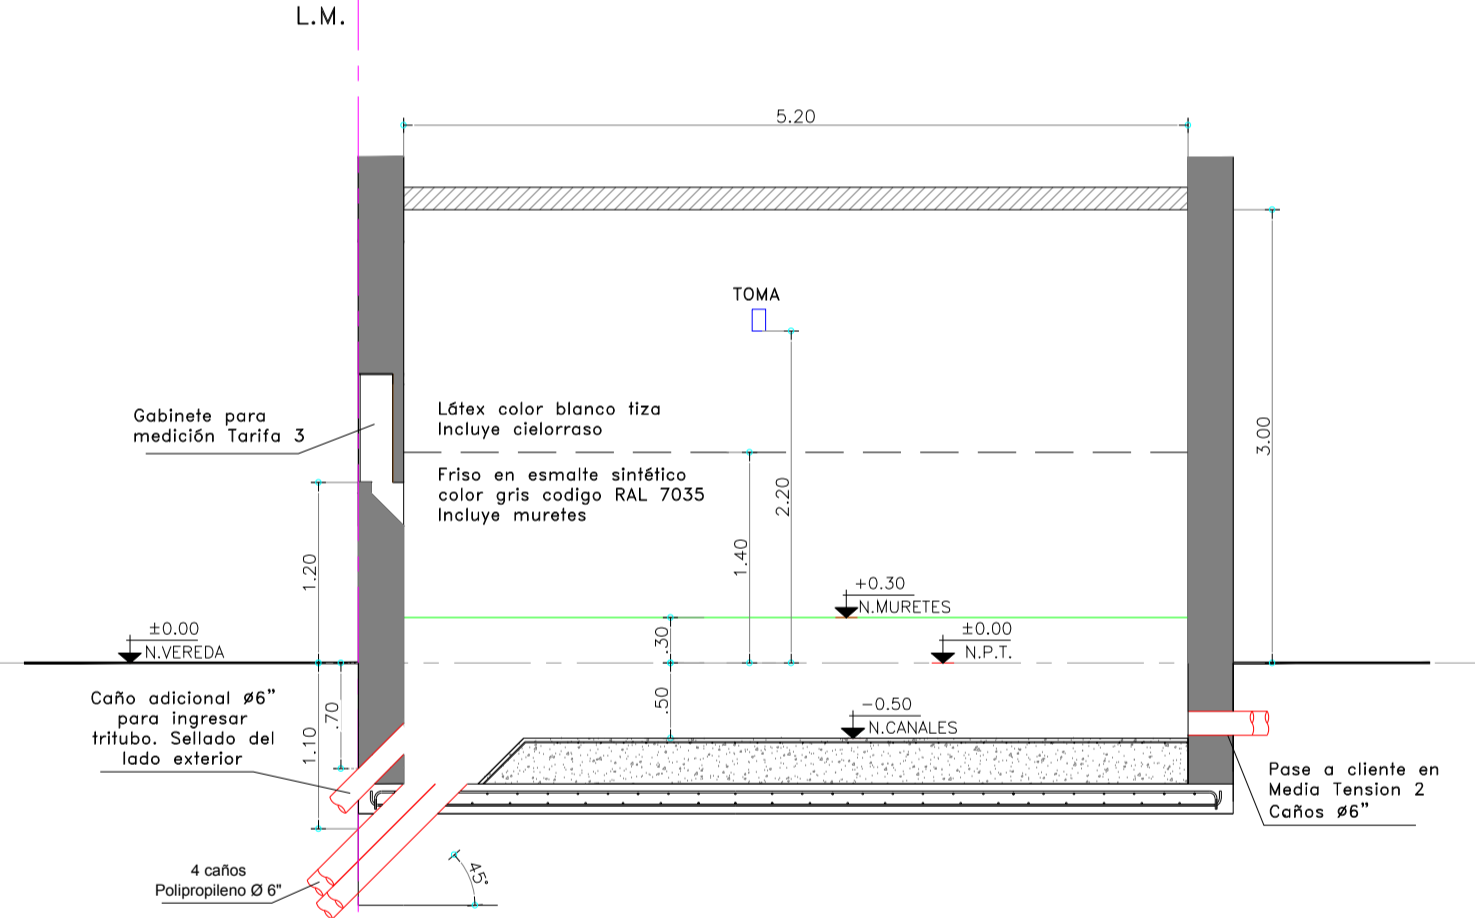 L.M.
5.20
TOMA
Gabinete para
medición Tarifa 3
Látex color blanco tiza
Incluye cielorraso
Friso en esmalte sintético
color gris codigo RAL 7035
Incluye muretes
3.00
2.20
1.40
1.20
+0.30
N.MURETES
.30
±0.00
N.VEREDA
±0.00
N.P.T.
.50
-0.50
N.CANALES
Caño adicional ø6”
para ingresar
tritubo. Sellado del
lado exterior
.70
1.10
Pase a cliente en
Media Tension 2
Caños ø6”
4 caños
Polipropileno Ø 6"
45°